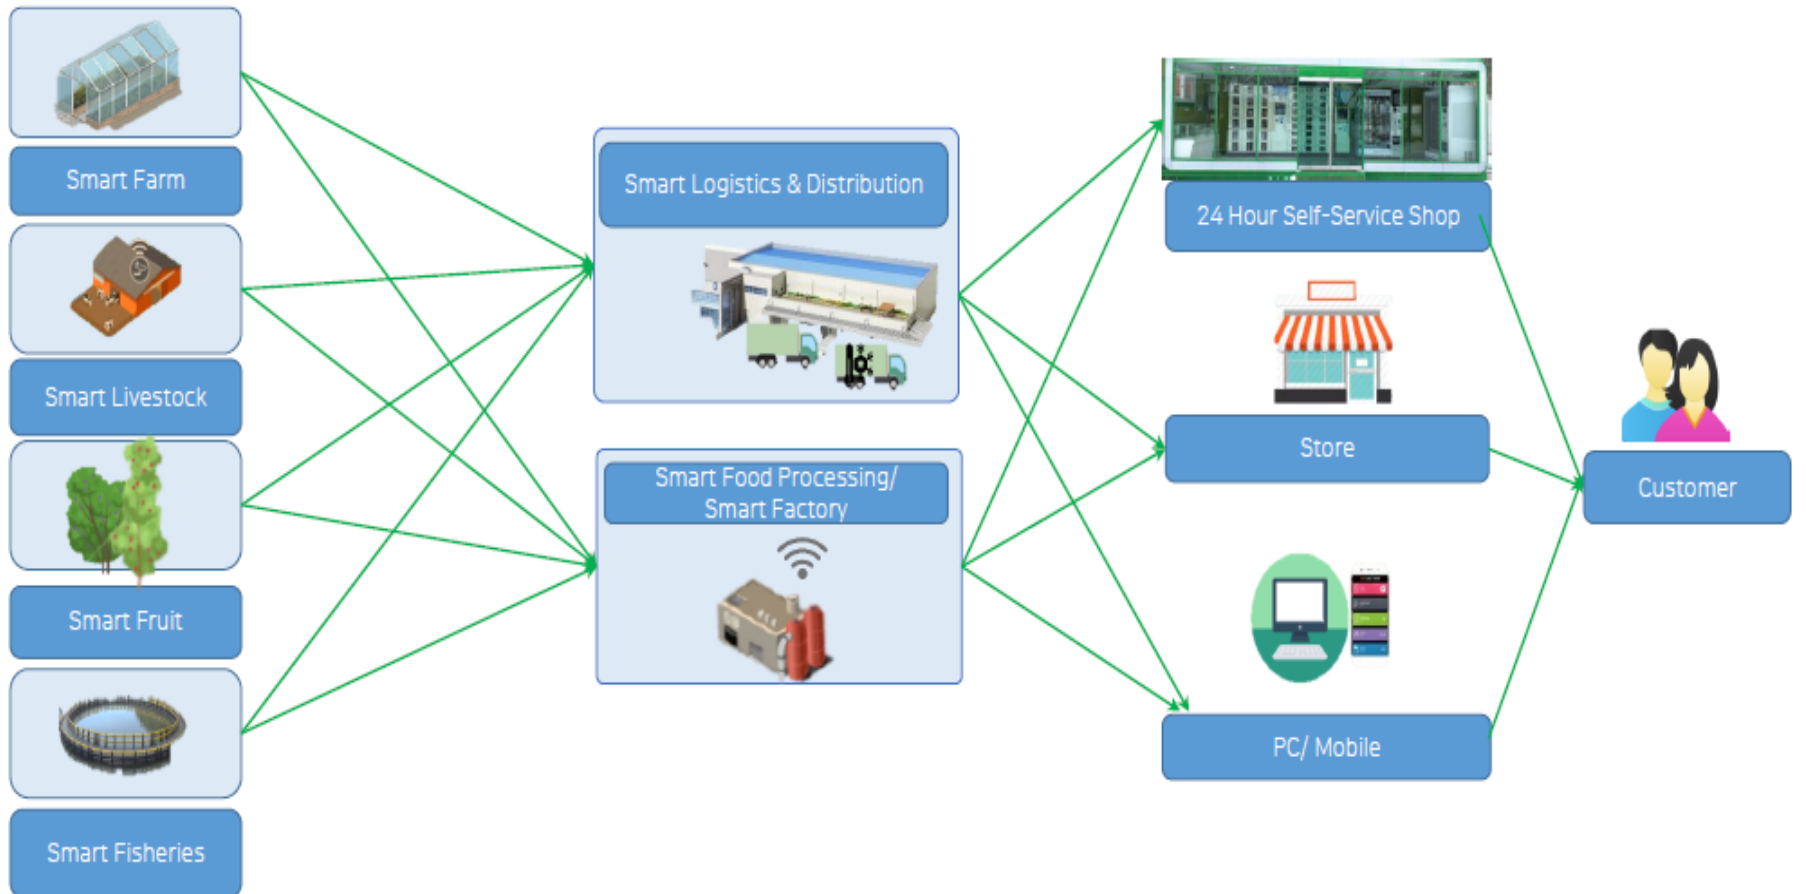 Smart Farm
Smart Livestock
Smart Fruit
Smart Fisheries
Smart Logistics & Distribution
Smart Food Processing/
Smart Factory
24 Hour Self-Service Shop
Store
PC/ Mobile
Customer